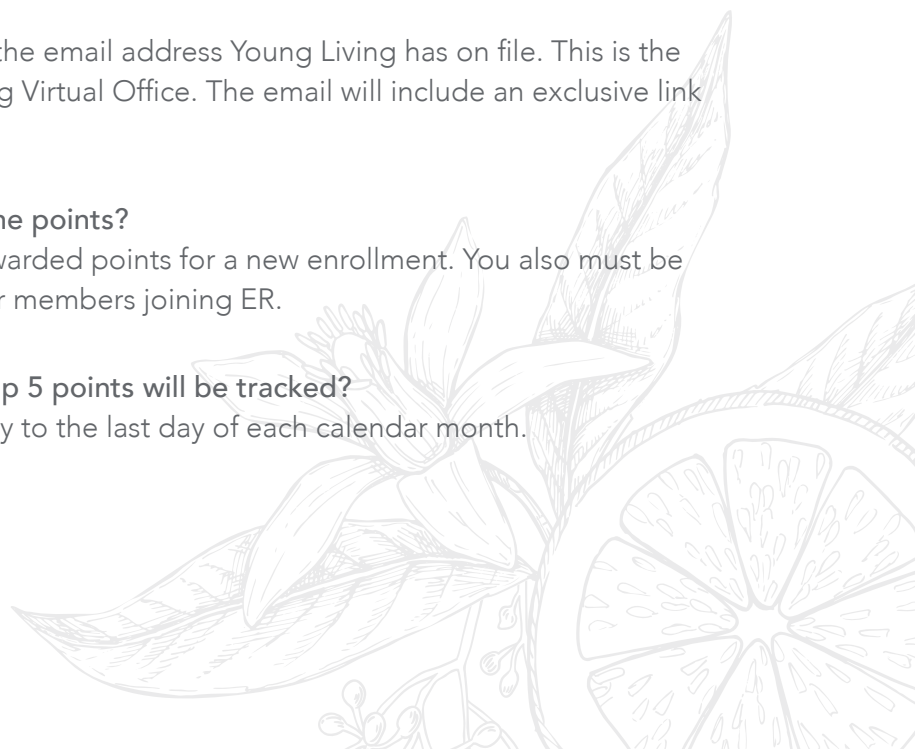 the email address Young Living has on file. This is the
g Virtual Office. The email will include an exclusive link
ne points?
warded points for a new enrollment. You also must be
r members joining ER.
p 5 points will be tracked?
y to the last day of each calendar month.